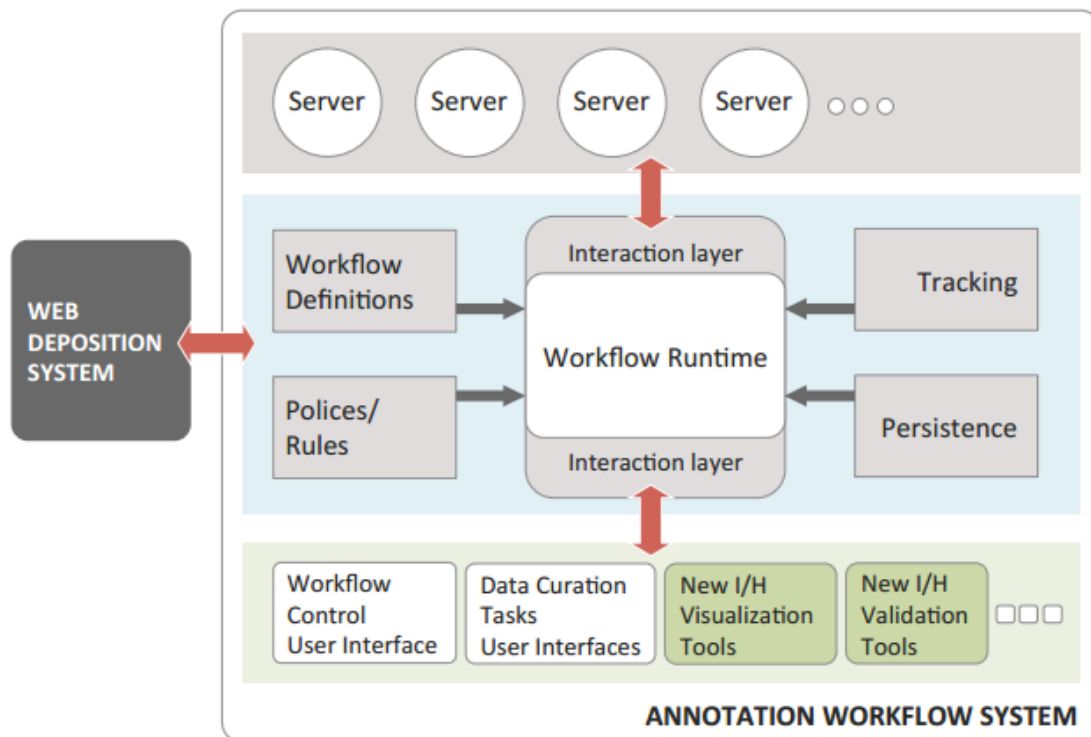 Server
Server
Server
Server
Interaction layer
Workflow
Definitions
Tracking
WEB
DEPOSITION
SYSTEM
Workflow Runtime
Polices/
Rules
Persistence
Interaction layer
Workflow
Control
User Interface
Data Curation
Tasks
User Interfaces
New I/H
Visualization
Tools
New I/H
Validation
Tools
ANNOTATION WORKFLOW SYSTEM